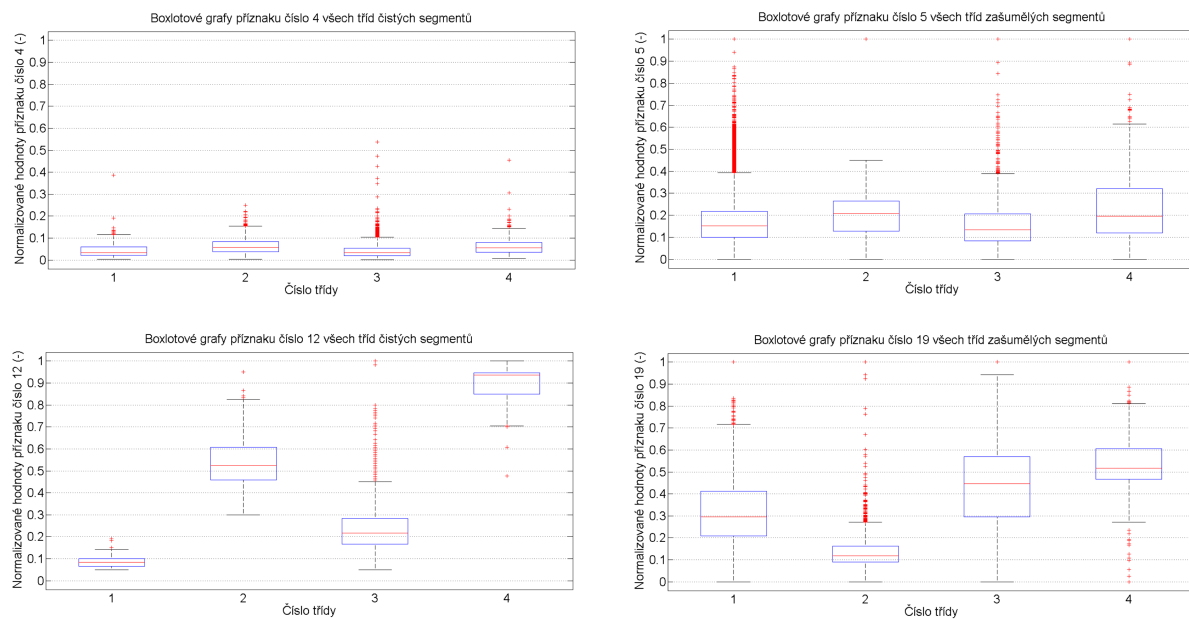 Boxlotové grafy příznaku číslo 4 všech tříd čistých segmentů
Normalizované hodnoty příznaku číslo 4 (-)
1
0.9
0.8
0.7
0.6
0.5
0.4
0.3
0.2
0.1
0
1 2 3 4
Číslo třídy
Boxlotové grafy příznaku číslo 5 všech tříd zašumělých segmentů
Normalizované hodnoty příznaku číslo 5 (-)
1
0.9
0.8
0.7
0.6
0.5
0.4
0.3
0.2
0.1
0
1 2 3 4
Číslo třídy
Boxlotové grafy příznaku číslo 12 všech tříd čistých segmentů
Normalizované hodnoty příznaku číslo 12 (-)
1
0.9
0.8
0.7
0.6
0.5
0.4
0.3
0.2
0.1
0
1 2 3 4
Číslo třídy
Boxlotové grafy příznaku číslo 19 všech tříd zašumělých segmentů
Normalizované hodnoty příznaku číslo 19 (-)
1
0.9
0.8
0.7
0.6
0.5
0.4
0.3
0.2
0.1
0
1 2 3 4
Číslo třídy